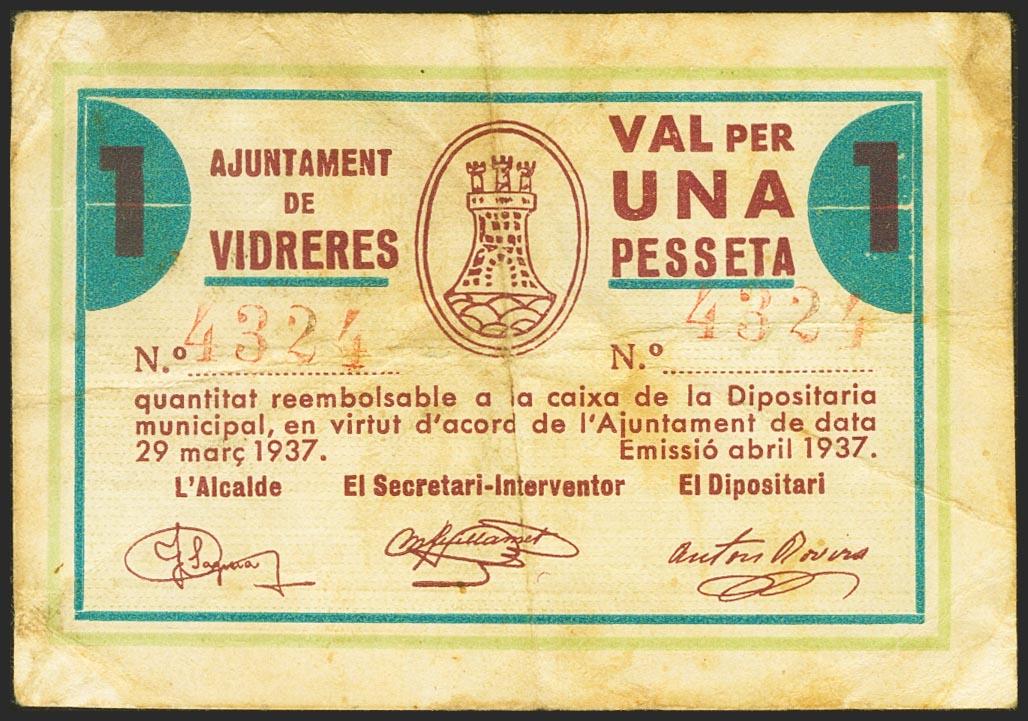 1
AJUNTAMENT
DE
VIDRERES
VAL PER
UNA
PESSETA
1
N.º 4324
N.º 4324
quantitat reembolsable a la caixa de la Dipositaria
municipal, en virtut d'acord de l'Ajuntament de data
29 març 1937. Emissió abril 1937.
L'Alcalde El Secretari-Interventor El Dipositari
Anton Rovira